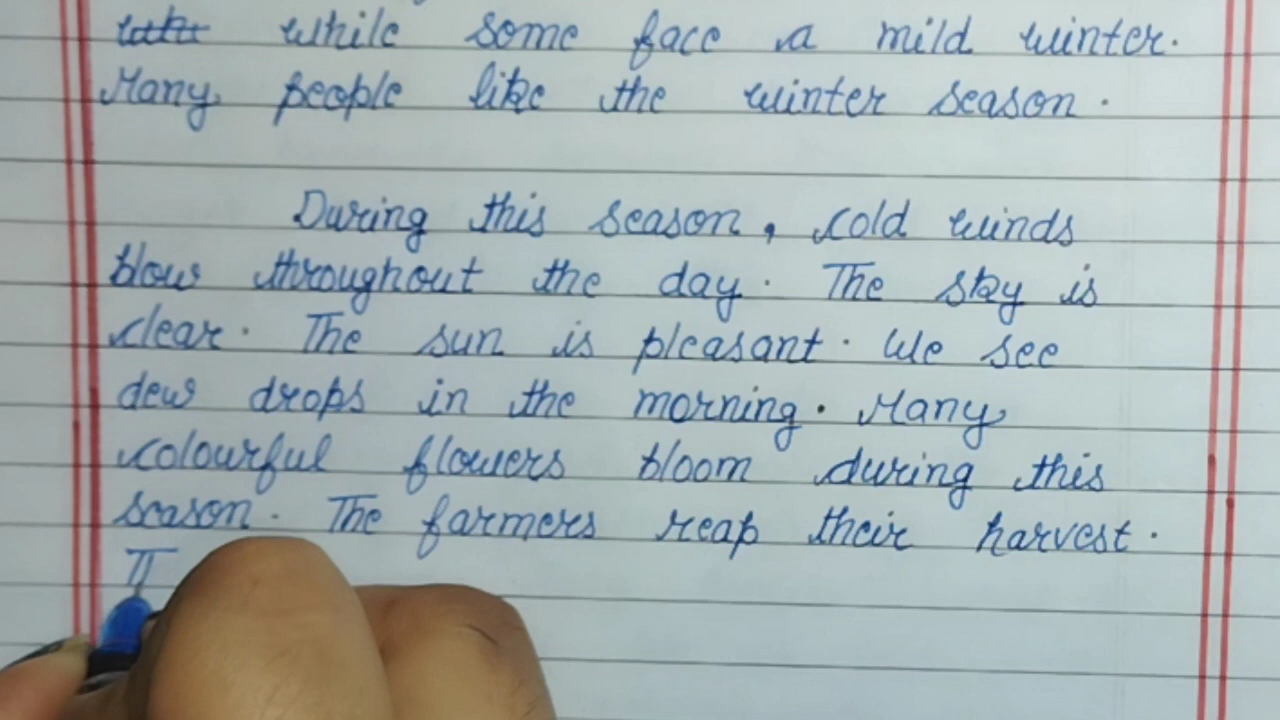 while some face a mild winter.
Many people like the winter season.
During this season, cold winds
blow throughout the day. The sky is
clear. The sun is pleasant. We see
dew drops in the morning. Many
colourful flowers bloom during this
season. The farmers reap their harvest.